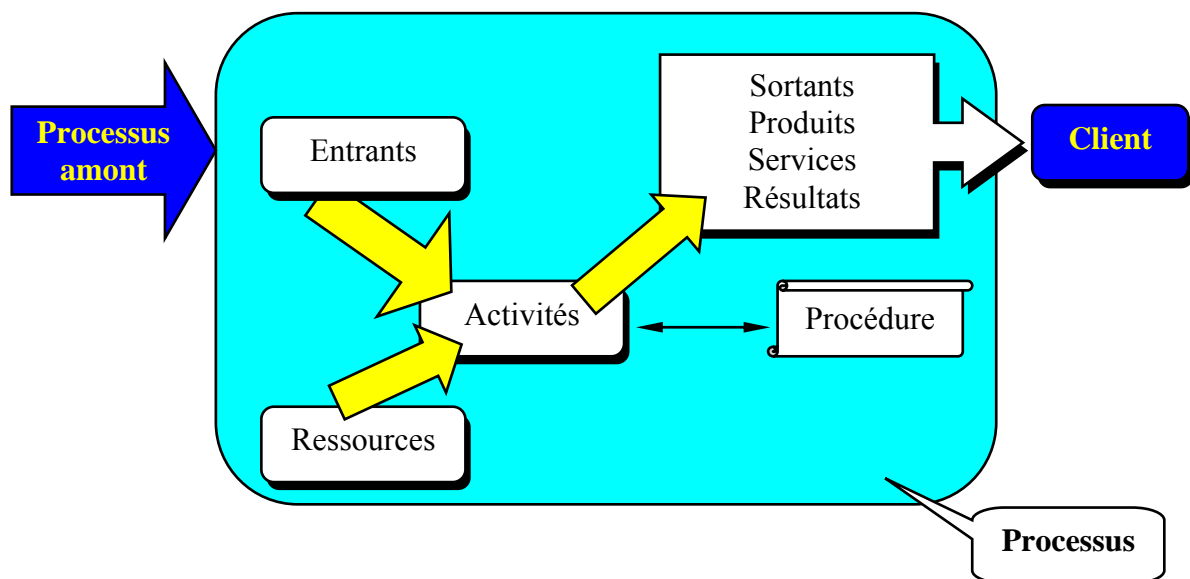 Processus
amont
Entrants
Sortants
Produits
Services
Résultats
Client
Activités
Procédure
Ressources
Processus